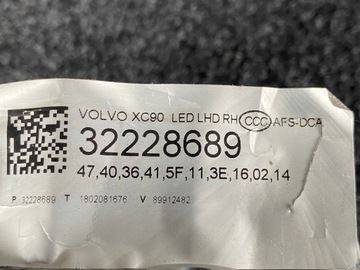 VOLVO XC90 LED LHD RH CCC AFS-DCA
32228689
47,40,36,41,5F,11,3E,16,02,14
P 32228689 T 1802081676 V 89912482